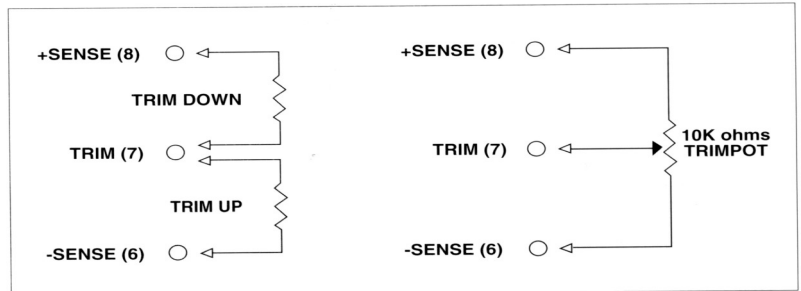 +SENSE (8)
TRIM DOWN
TRIM (7)
TRIM UP
-SENSE (6)
+SENSE (8)
TRIM (7)
10K ohms
TRIMPOT
-SENSE (6)